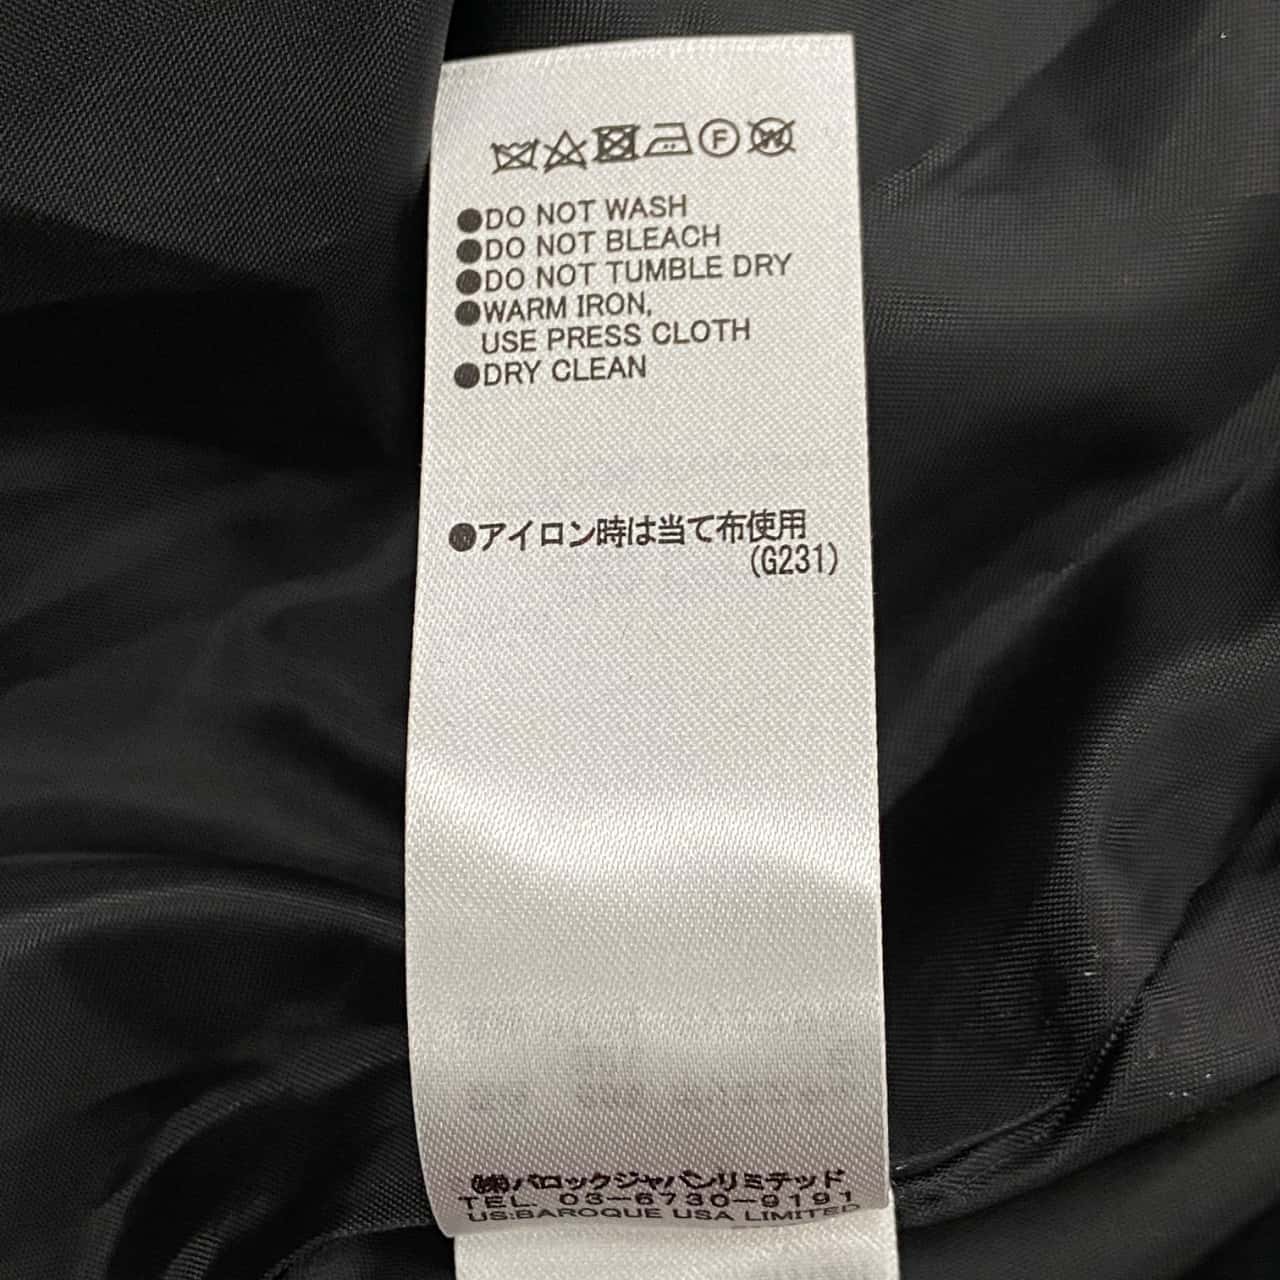 ●DO NOT WASH
●DO NOT BLEACH
●DO NOT TUMBLE DRY
●WARM IRON,
USE PRESS CLOTH
●DRY CLEAN
●アイロン時は当て布使用
(G231)
㈱バロックジャパンリミテッド
TEL 03-6730-9191
US:BAROQUE USA LIMITED